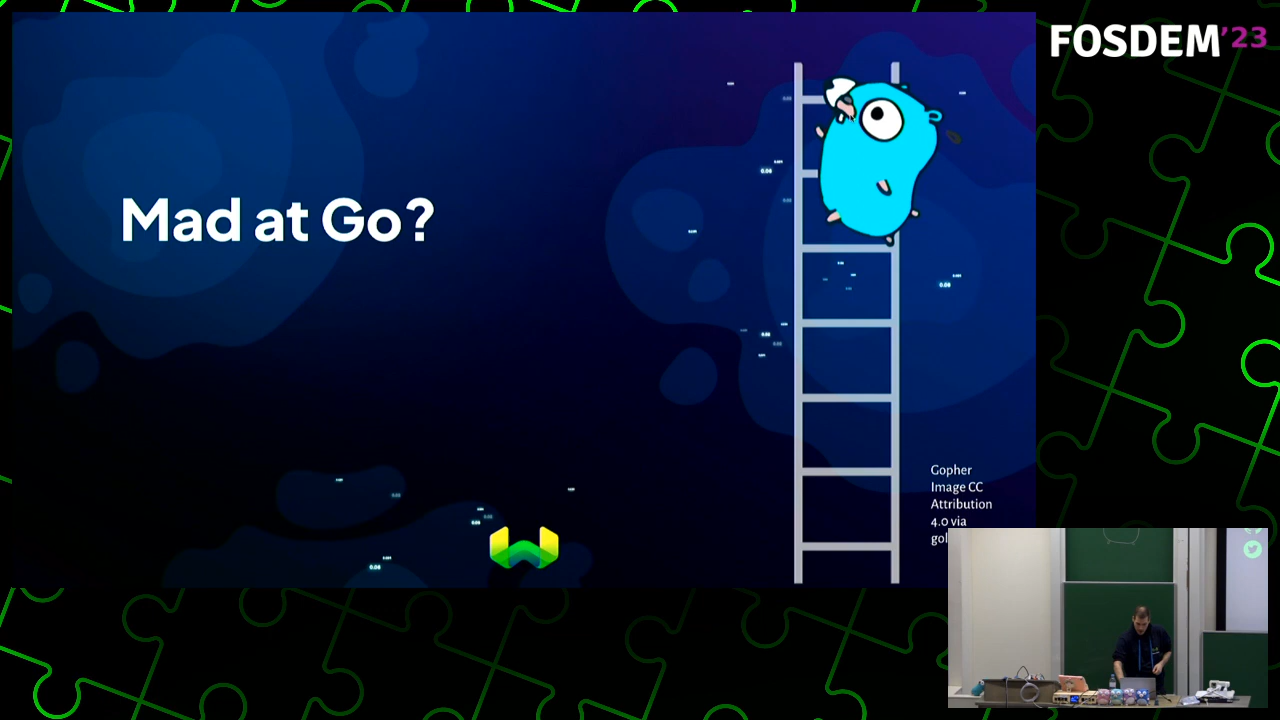 FOSDEM'23
Mad at Go?
Gopher
Image CC
Attribution
4.0 via